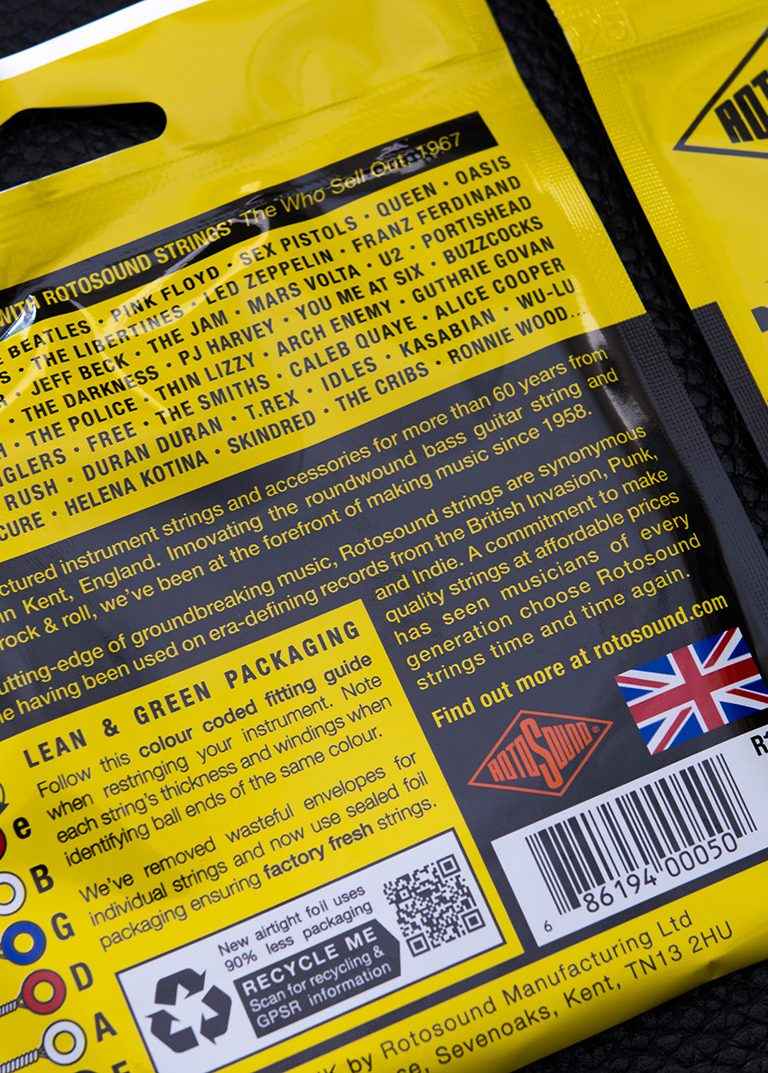 WITH ROTOSOUND STRINGS' The Who Sell Out, 1967
BEATLES · PINK FLOYD · SEX PISTOLS · QUEEN · OASIS
THE LIBERTINES · LED ZEPPELIN · FRANZ FERDINAND
· JEFF BECK · THE JAM · MARS VOLTA · U2 · PORTISHEAD
· THE DARKNESS · PJ HARVEY · YOU ME AT SIX · BUZZCOCKS
· THE POLICE · THIN LIZZY · ARCH ENEMY · GUTHRIE GOVAN
· FREE · THE SMITHS · CALEB QUAYE · ALICE COOPER
RUSH · DURAN DURAN · T.REX · IDLES · KASABIAN · WU-LU
CURE · HELENA KOTINA · SKINDRED · THE CRIBS · RONNIE WOOD...
instrument strings and accessories for more than 60 years from
in Kent, England. Innovating the roundwound bass guitar string and
rock & roll, we've been at the forefront of making music since 1958.
utting-edge of groundbreaking music, Rotosound strings are synonymous
having been used on era-defining records from the British Invasion, Punk,
and Indie. A commitment to make
quality strings at affordable prices
has seen musicians of every
generation choose Rotosound
strings time and time again.
Find out more at rotosound.com
LEAN & GREEN PACKAGING
Follow this colour coded fitting guide
when restringing your instrument. Note
each string's thickness and windings when
identifying ball ends of the same colour.
We've removed wasteful envelopes for
individual strings and now use sealed foil
packaging ensuring factory fresh strings.
e
B
G
D
A
New airtight foil uses
90% less packaging
RECYCLE ME
Scan for recycling &
GPSR information
ROTOSOUND®
6 86194 00050
by Rotosound Manufacturing Ltd
Sevenoaks, Kent, TN13 2HU